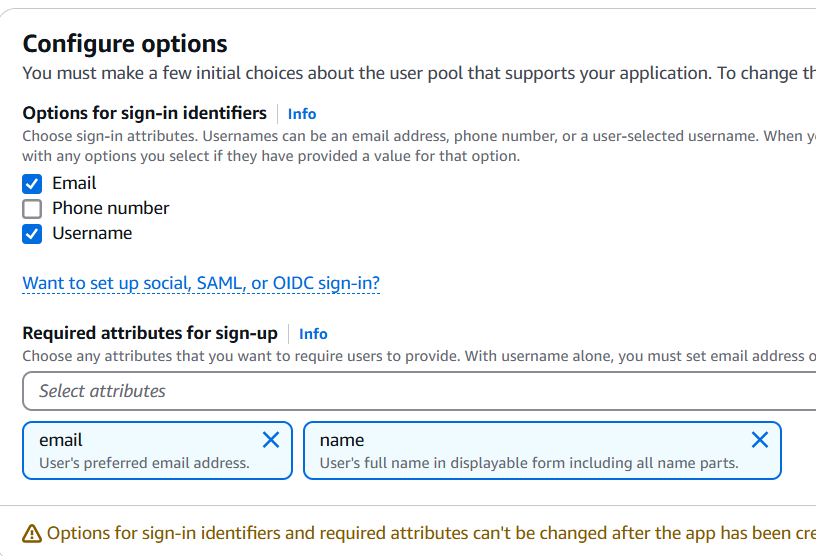 Configure options
You must make a few initial choices about the user pool that supports your application. To change
Options for sign-in identifiers Info
Choose sign-in attributes. Usernames can be an email address, phone number, or a user-selected username. When
with any options you select if they have provided a value for that option.
Email
Phone number
Username
Want to set up social, SAML, or OIDC sign-in?
Required attributes for sign-up Info
Choose any attributes that you want to require users to provide. With username alone, you must set email address
Select attributes
email name
User's preferred email address. User's full name in displayable form including all name parts.
Options for sign-in identifiers and required attributes can't be changed after the app has been